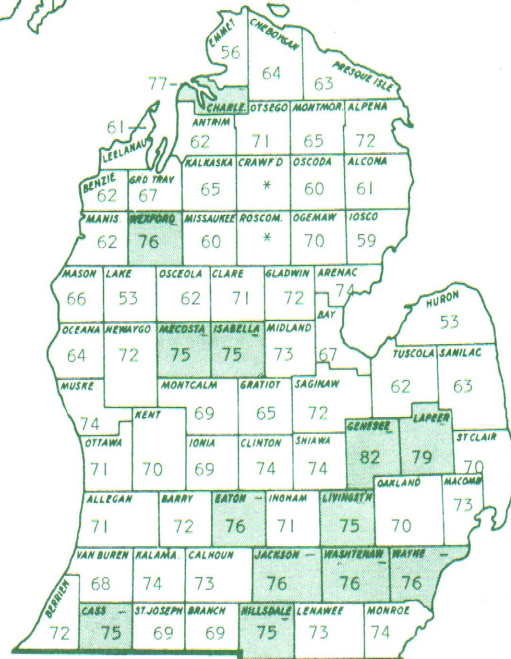 EMMET
56
CHEBOYGAN
64
PRESQUE ISLE
63
77
CHARLE.
OTSEGO MONTMOR. ALPENA
ANTRIM
62 71 65 72
61
LEELANAU
KALKASKA CRAWF'D OSCODA ALCONA
65 * 60 61
BENZIE GRD TRAV
62 67
MANIS. WEXFORD MISSAUKEE ROSCOM. OGEMAW IOSCO
62 76 60 * 70 59
MASON LAKE OSCEOLA CLARE GLADWIN ARENAC
66 53 62 71 72 74
HURON
53
OCEANA NEWAYGO MECOSTA ISABELLA MIDLAND BAY
64 72 75 75 73 67
TUSCOLA SANILAC
62 63
MUSKE
74
MONTCALM GRATIOT SAGINAW
69 65 72
KENT
70
GENESEE LAPEER
82 79
ST CLAIR
70
OTTAWA IONIA CLINTON SHIAWA
71 69 74 74
OAKLAND MACOMB
70 73
ALLEGAN BARRY EATON INGHAM LIVINGST'N
71 72 76 71 75
VAN BUREN KALAMA. CALHOUN JACKSON WASHTENAW WAYNE
68 74 73 76 76 76
BERRIEN
72
CASS ST JOSEPH BRANCH HILLSDALE LENAWEE MONROE
75 69 69 75 73 74